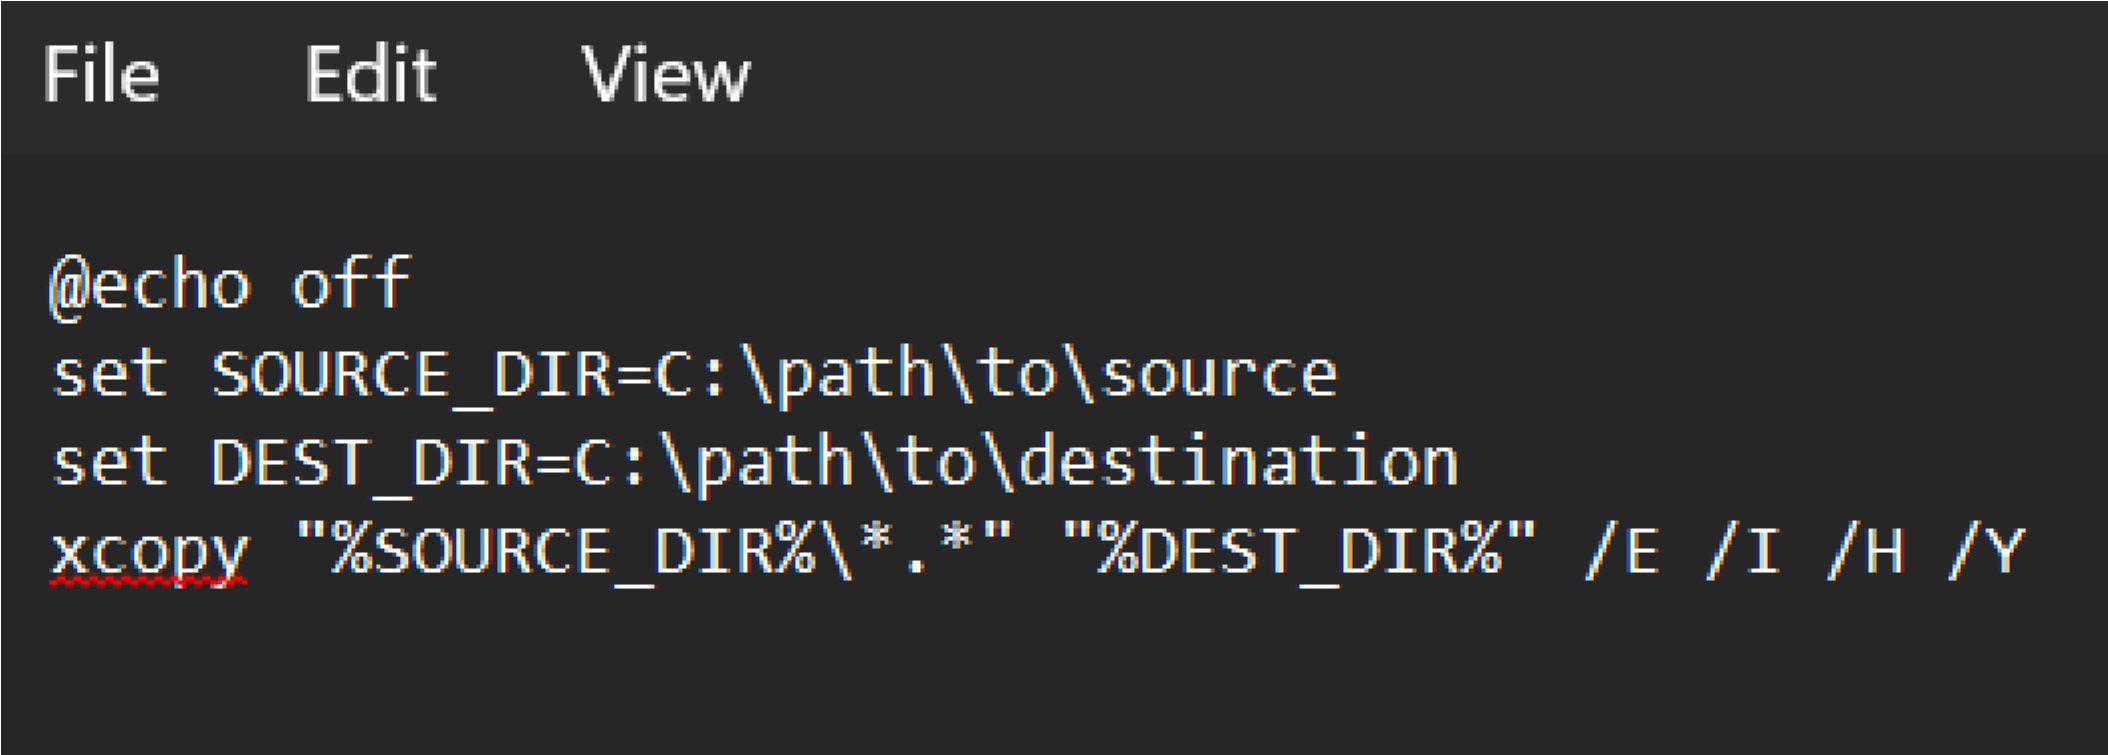 File Edit View
@echo off
set SOURCE_DIR=C:\path\to\source
set DEST_DIR=C:\path\to\destination
xcopy "%SOURCE_DIR%\*.*" "%DEST_DIR%" /E /I /H /Y